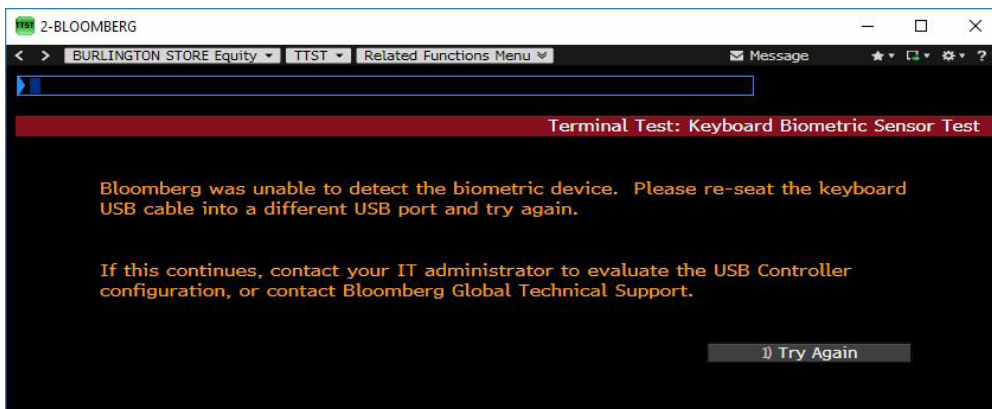 TTST 2-BLOOMBERG
< > BURLINGTON STORE Equity TTST Related Functions Menu Message ?
Terminal Test: Keyboard Biometric Sensor Test
Bloomberg was unable to detect the biometric device. Please re-seat the keyboard
USB cable into a different USB port and try again.
If this continues, contact your IT administrator to evaluate the USB Controller
configuration, or contact Bloomberg Global Technical Support.
1) Try Again